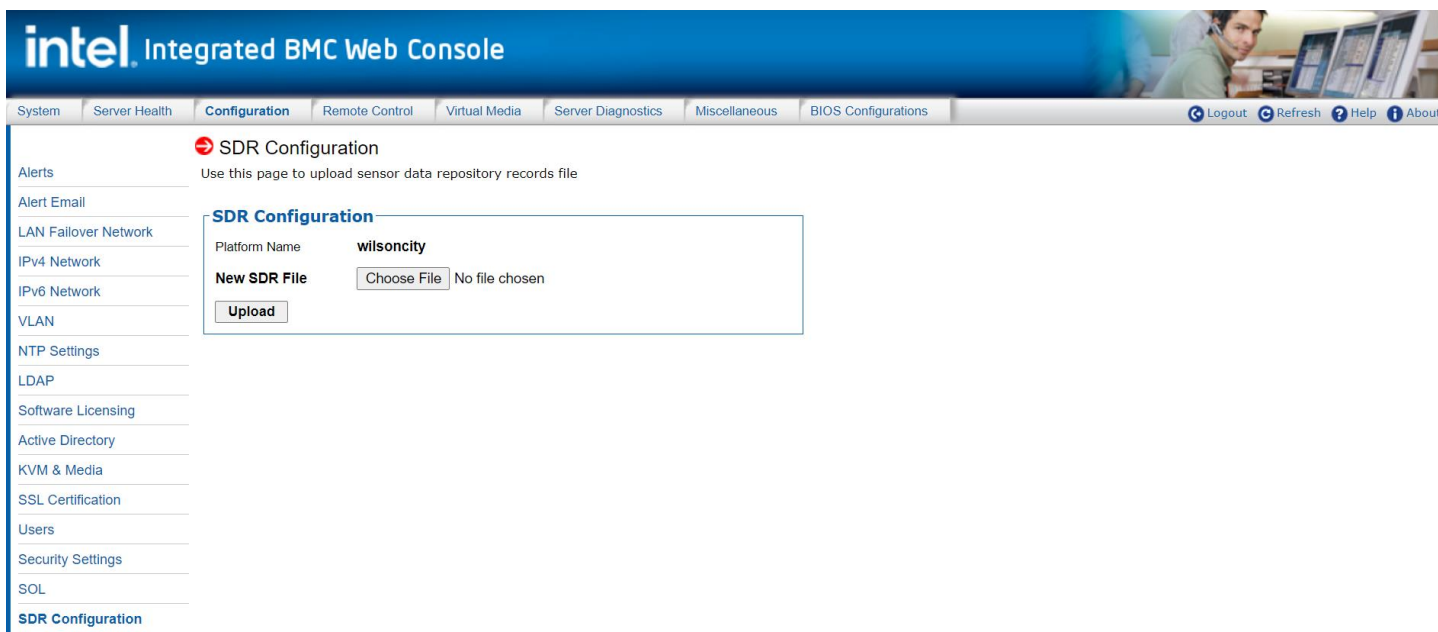 intel. Integrated BMC Web Console
System Server Health Configuration Remote Control Virtual Media Server Diagnostics Miscellaneous BIOS Configurations Logout Refresh Help About
SDR Configuration
Use this page to upload sensor data repository records file
Alerts
Alert Email
LAN Failover Network
IPv4 Network
IPv6 Network
VLAN
NTP Settings
LDAP
Software Licensing
Active Directory
KVM & Media
SSL Certification
Users
Security Settings
SOL
SDR Configuration
SDR Configuration
Platform Name wilsoncity
New SDR File Choose File No file chosen
Upload